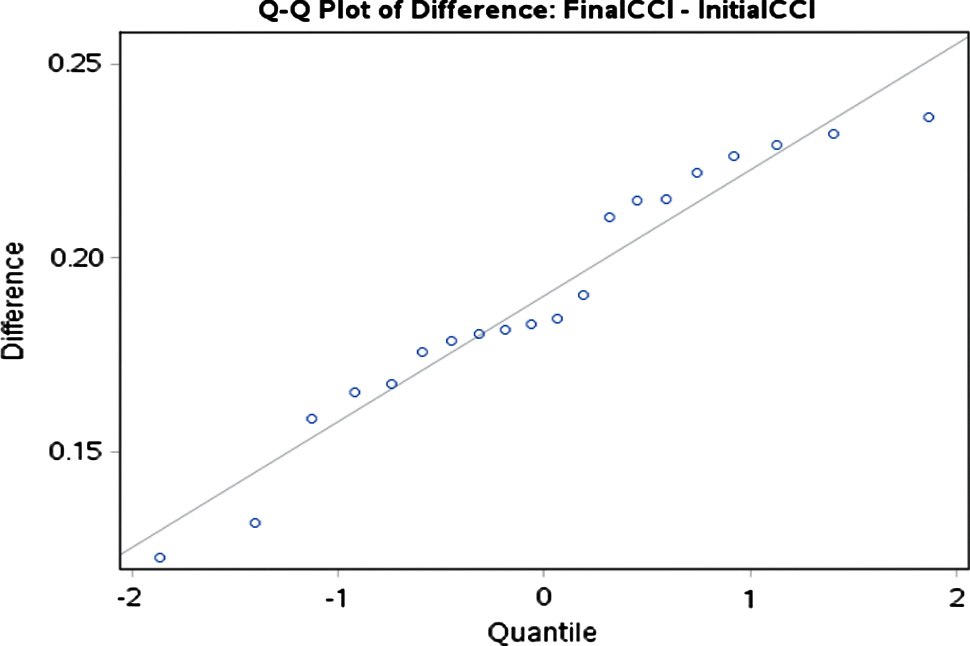 Q-Q Plot of Difference: FinalCCI - InitialCCI
0.25
0.20
0.15
Difference
-2
-1
0
1
2
Quantile